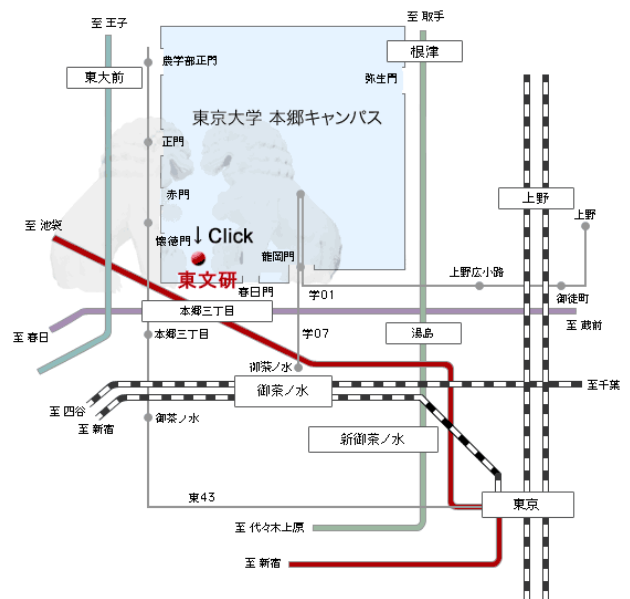 至 王子
至 取手
根津
農学部正門
東大前
弥生門
東京大学 本郷キャンパス
正門
赤門
上野
上野
至 池袋
懐徳門
↓ Click
龍岡門
東文研
上野広小路
春日門
学01
御徒町
本郷三丁目
至 蔵前
至 春日
本郷三丁目
学07
湯島
御茶ノ水
御茶ノ水
至千葉
至 四谷
至 新宿
御茶ノ水
新御茶ノ水
東43
東京
至 代々木上原
至 新宿